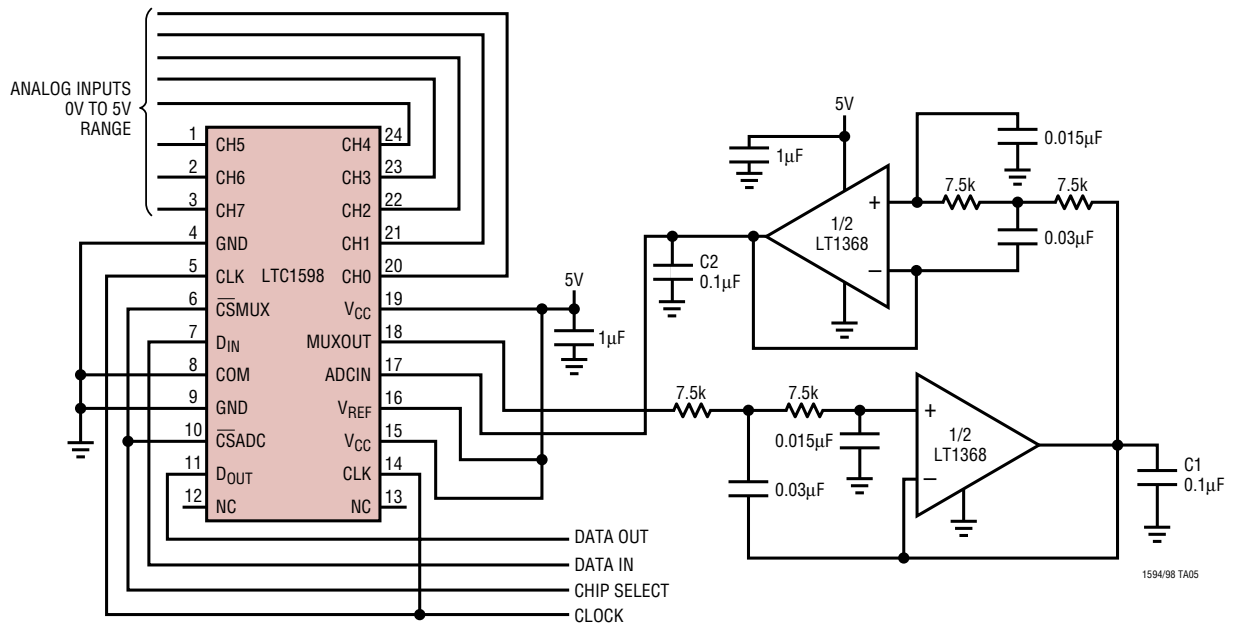 ANALOG INPUTS
0V TO 5V
RANGE
1 CH5
2 CH6
3 CH7
4 GND
5 CLK
6 C̅S̅MUX
7 DIN
8 COM
9 GND
10 C̅S̅ADC
11 DOUT
12 NC
LTC1598
CH4 24
CH3 23
CH2 22
CH1 21
CH0 20
VCC 19
MUXOUT 18
ADCIN 17
VREF 16
VCC 15
CLK 14
NC 13
5V
1µF
DATA OUT
DATA IN
CHIP SELECT
CLOCK
5V
1µF
+
–
1/2
LT1368
C2
0.1µF
0.015µF
7.5k
7.5k
0.03µF
7.5k
7.5k
0.015µF
0.03µF
+
–
1/2
LT1368
C1
0.1µF
1594/98 TA05